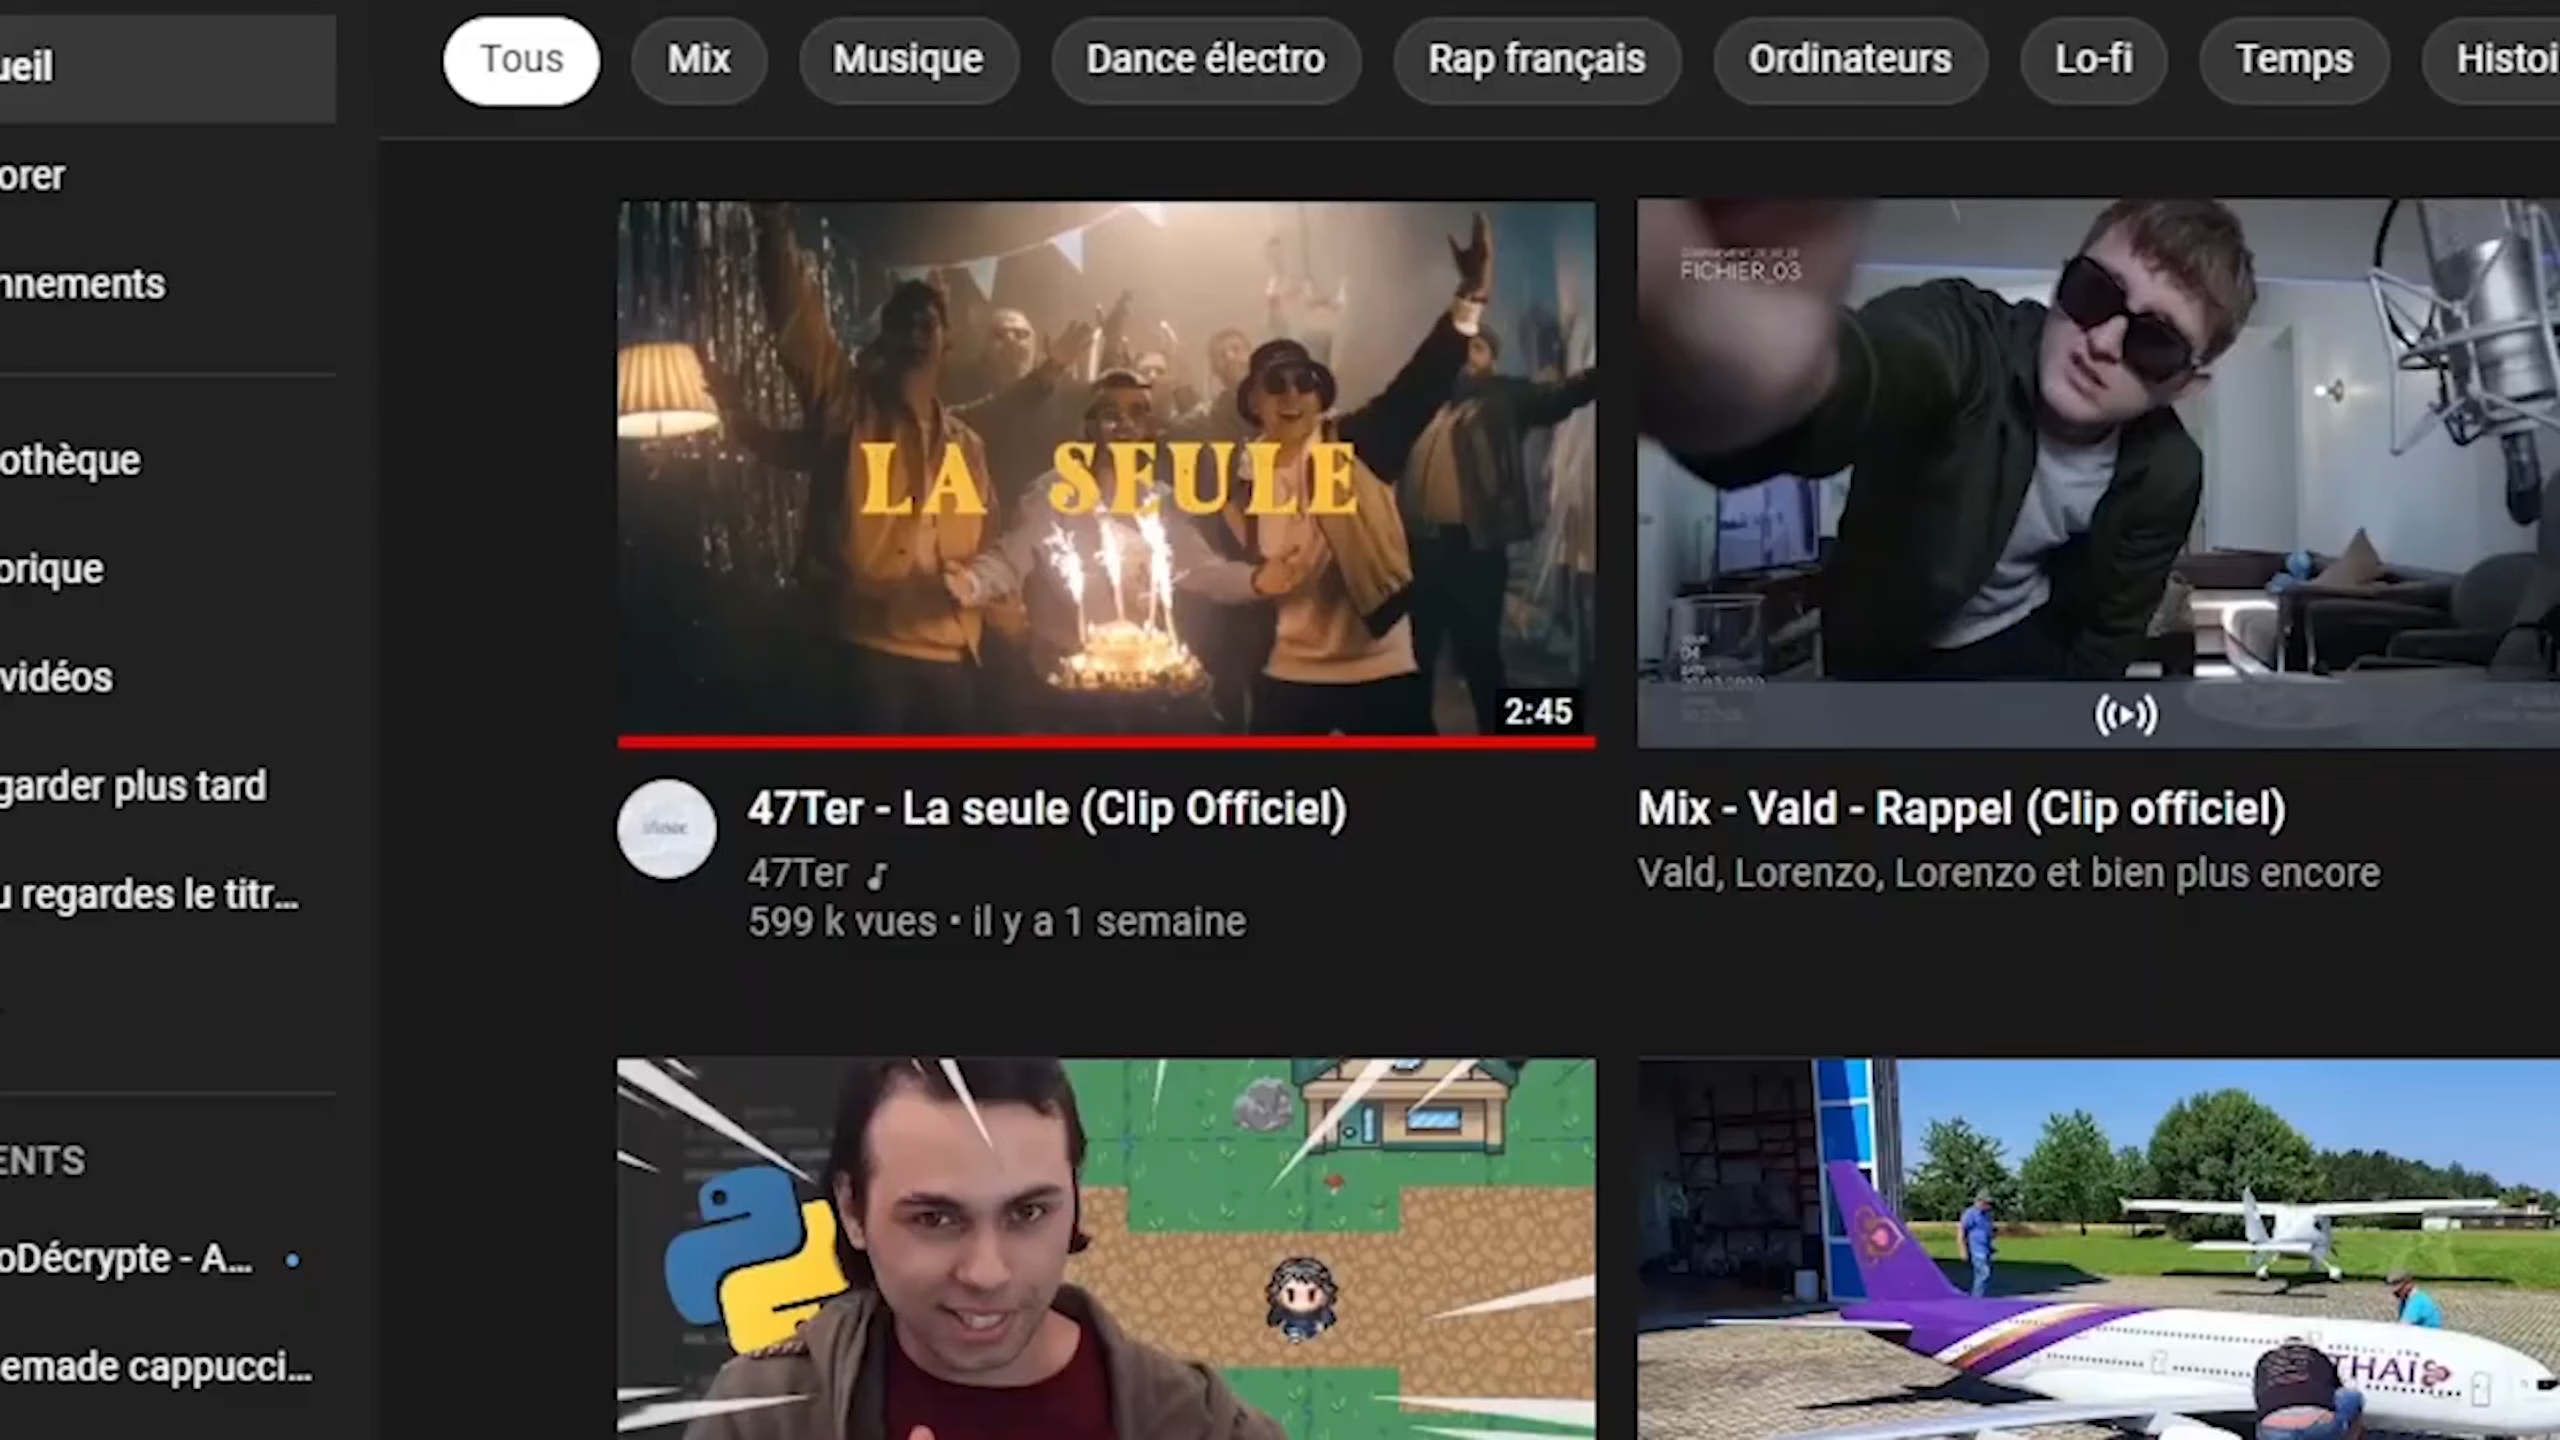 Tous
Mix
Musique
Dance électro
Rap français
Ordinateurs
Lo-fi
Temps
Histoi
ueil
orer
nnements
othèque
orique
vidéos
garder plus tard
u regardes le titr...
ENTS
oDécrypte - A...
emade cappucci...
FICHIER_03
LA SEULE
2:45
47Ter - La seule (Clip Officiel)
47Ter
599 k vues • il y a 1 semaine
Mix - Vald - Rappel (Clip officiel)
Vald, Lorenzo, Lorenzo et bien plus encore
THAI